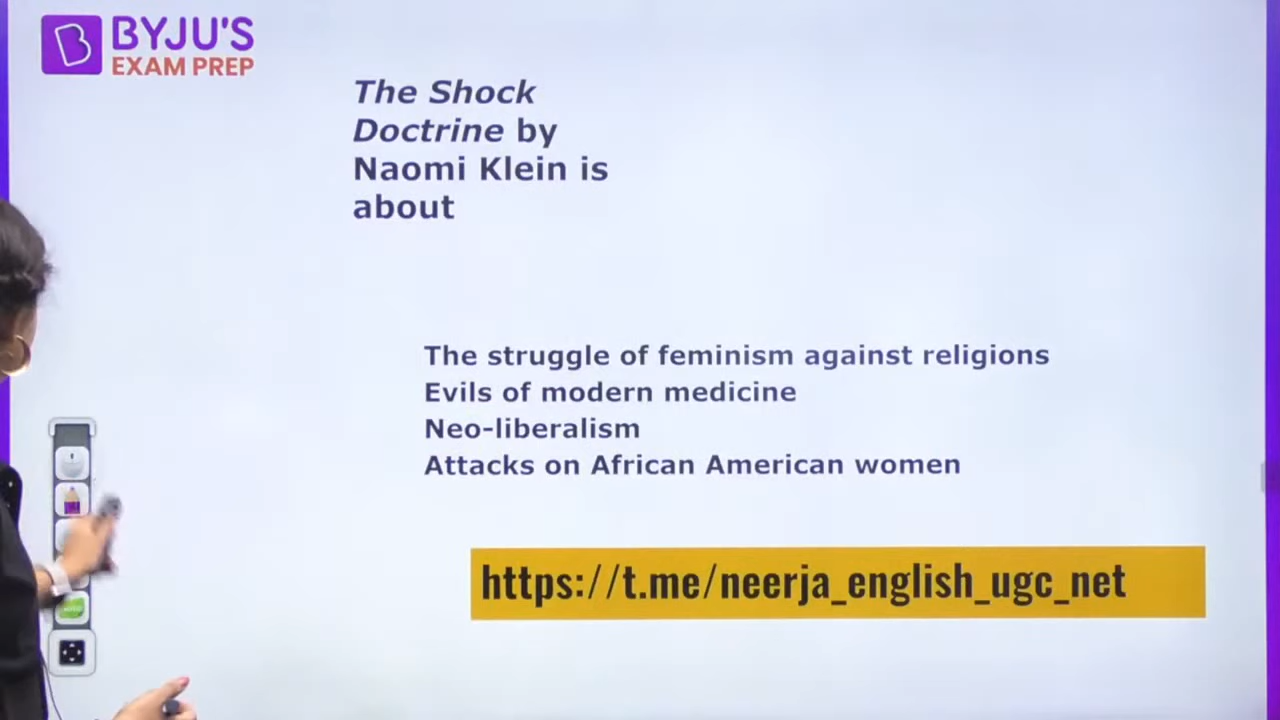 BYJU'S
EXAM PREP
The Shock
Doctrine by
Naomi Klein is
about
The struggle of feminism against religions
Evils of modern medicine
Neo-liberalism
Attacks on African American women
https://t.me/neerja_english_ugc_net